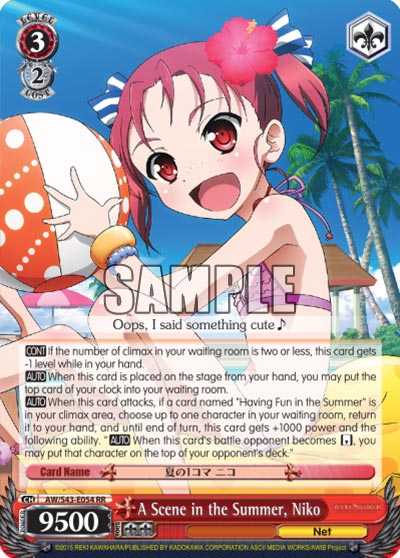 LEVEL
3
2
COST
SAMPLE
Oops, I said something cute♪
CONT If the number of climax in your waiting room is two or less, this card gets
-1 level while in your hand.
AUTO When this card is placed on the stage from your hand, you may put the
top card of your clock into your waiting room.
AUTO When this card attacks, if a card named "Having Fun in the Summer" is
in your climax area, choose up to one character in your waiting room, return
it to your hand, and until end of turn, this card gets +1000 power and the
following ability. "AUTO When this card's battle opponent becomes [ ], you
may put that character on the top of your opponent's deck."
Card Name
夏の1コマ ニコ
CH AW/S43-E054 RR
A Scene in the Summer, Niko
POWER
9500
Net
©2015 REKI KAWAHARA/PUBLISHED BY KADOKAWA CORPORATION ASCII MEDIA WORKS/AWIB Project